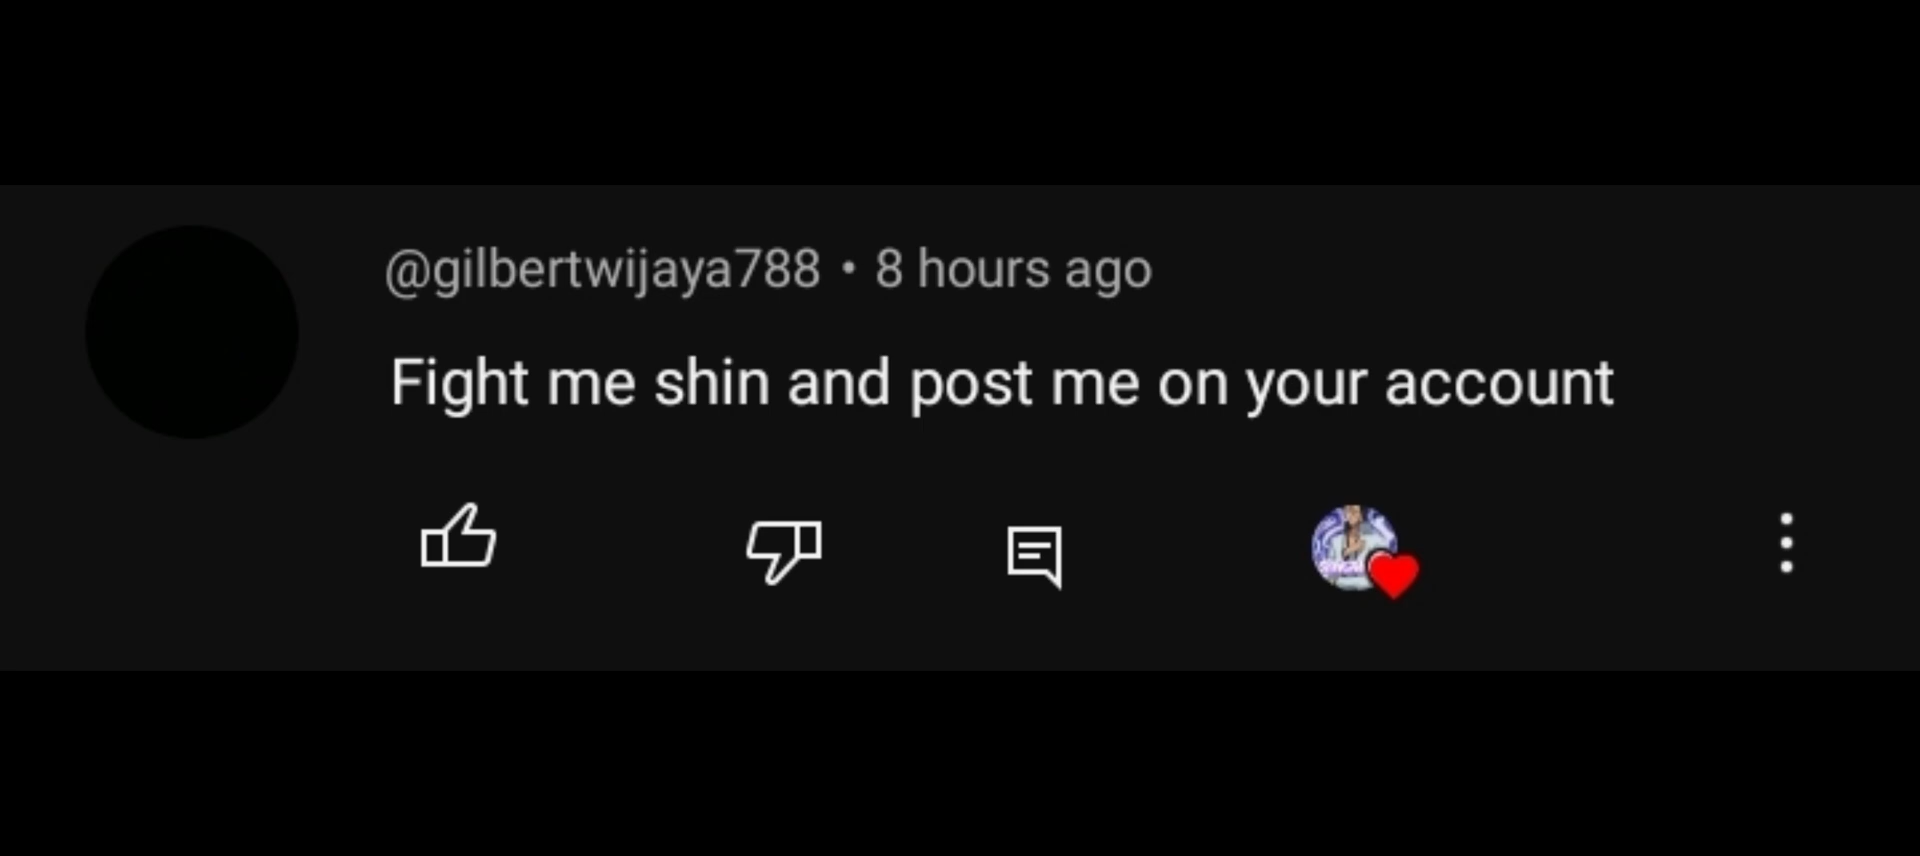 @gilbertwijaya788 • 8 hours ago
Fight me shin and post me on your account